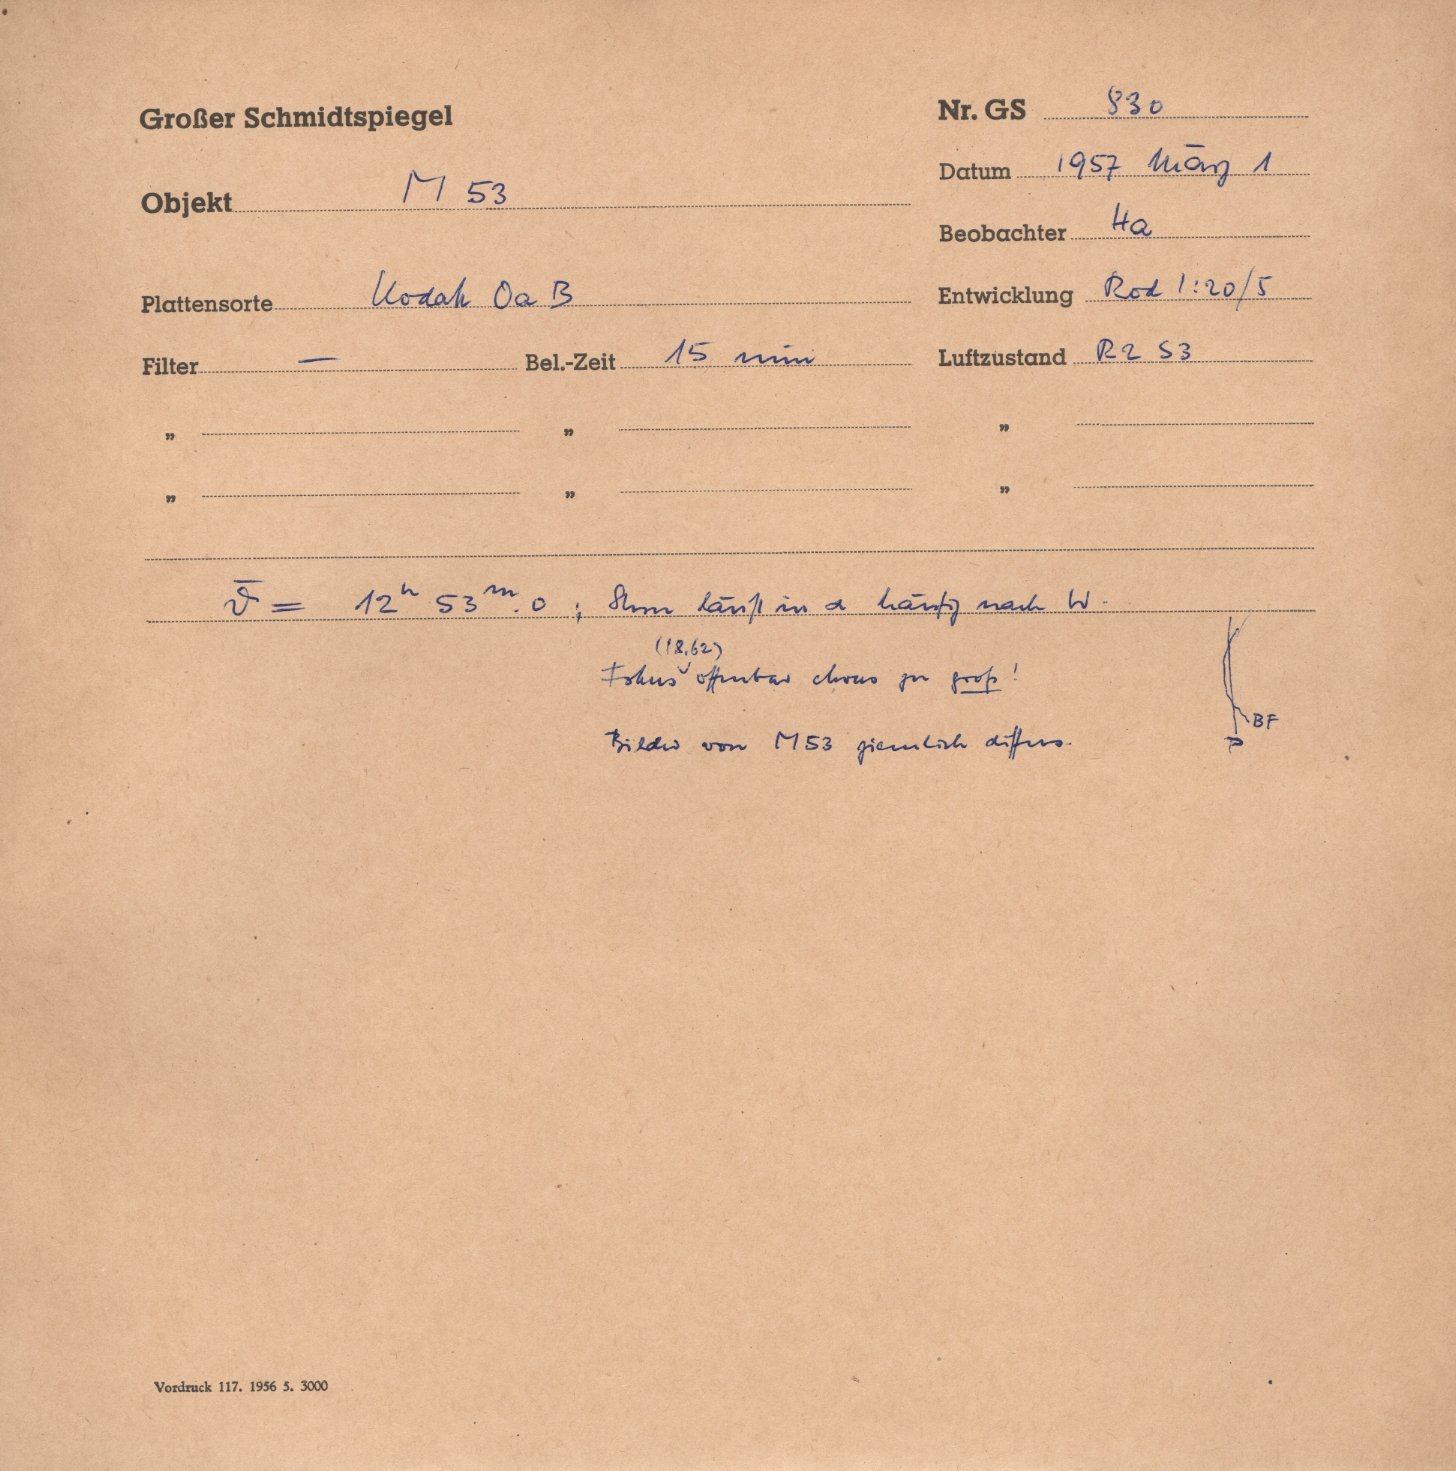 Großer Schmidtspiegel
Nr. GS 830
Datum 1957 März 1
Objekt M 53
Beobachter Ha
Plattensorte Kodak Oa B
Entwicklung Rod 1:20/5
Filter — Bel.-Zeit 15 min Luftzustand R2 S3
„ „ „
„ „ „
ϑ̄ = 12ʰ 53ᵐ.0 ; Stern läuft in α häufig nach W.
(18,62)
Fokus offenbar etwas zu groß!
BF
Bilder von M53 ziemlich diffus.
Vordruck 117. 1956 5. 3000